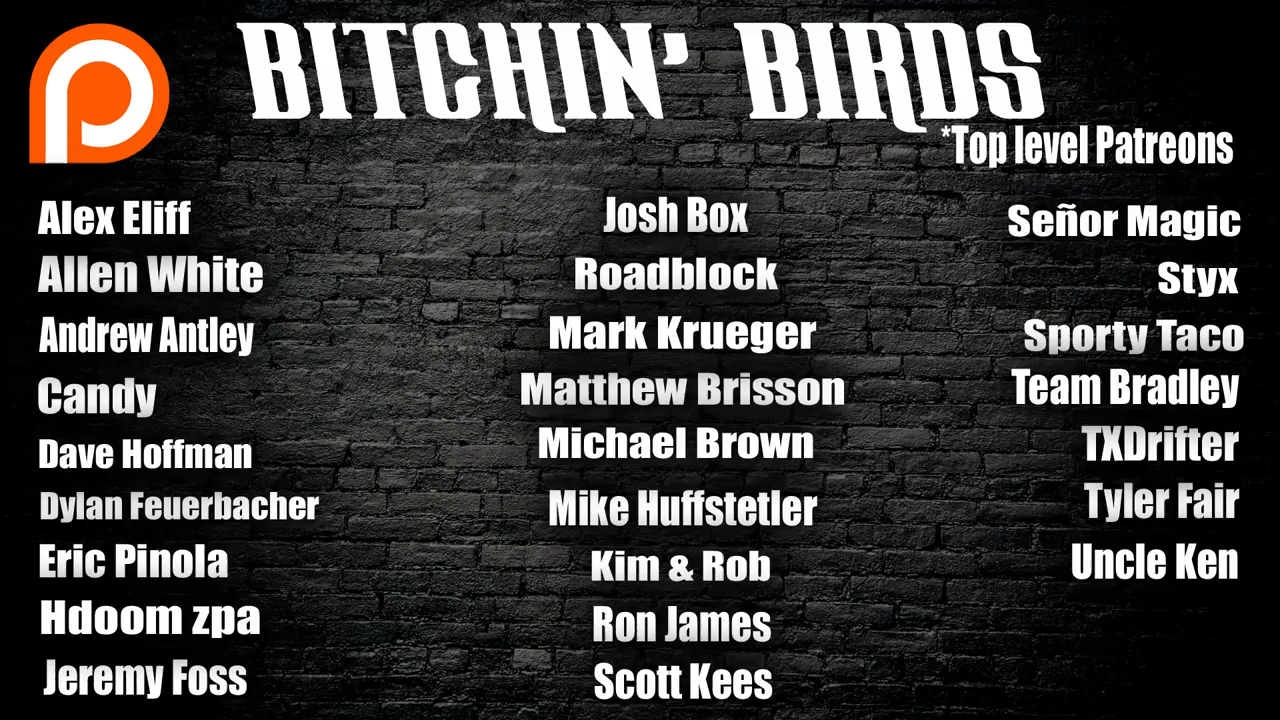 BITCHIN' BIRDS
*Top level Patreons
Alex Eliff
Allen White
Andrew Antley
Candy
Dave Hoffman
Dylan Feuerbacher
Eric Pinola
Hdoom zpa
Jeremy Foss
Josh Box
Roadblock
Mark Krueger
Matthew Brisson
Michael Brown
Mike Huffstetler
Kim & Rob
Ron James
Scott Kees
Señor Magic
Styx
Sporty Taco
Team Bradley
TXDrifter
Tyler Fair
Uncle Ken